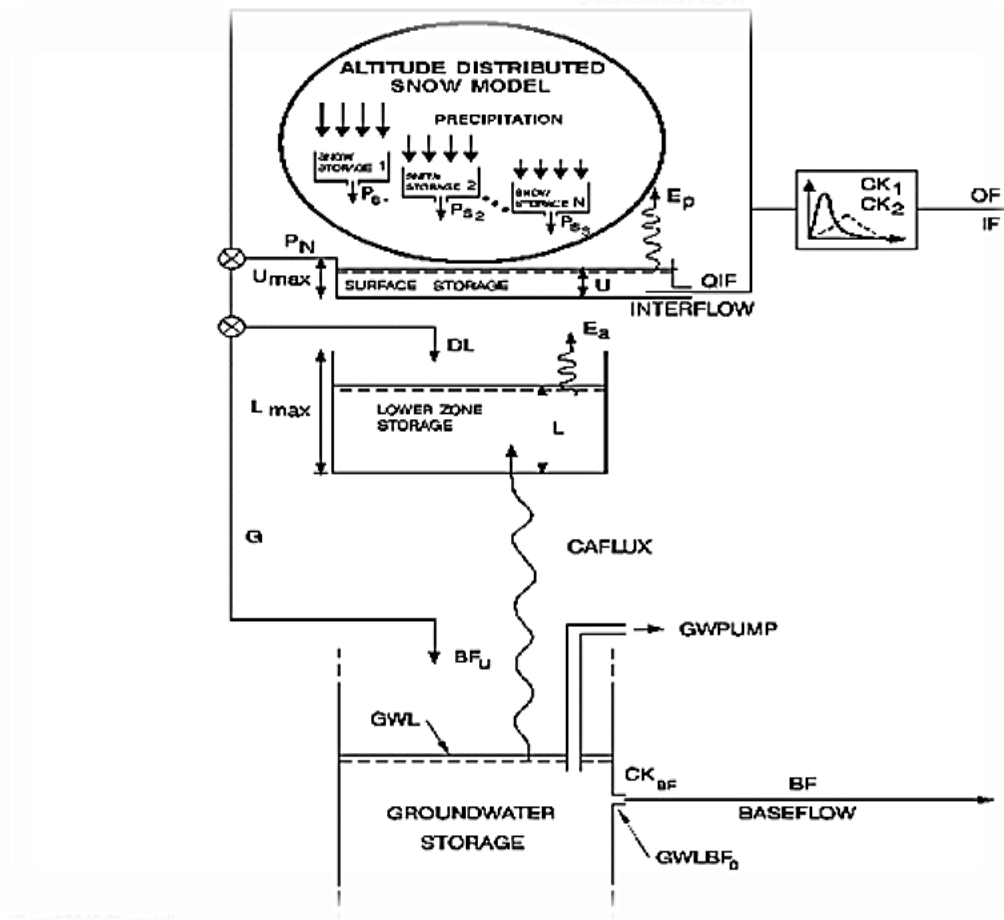 ALTITUDE DISTRIBUTED
SNOW MODEL
PRECIPITATION
SNOW
STORAGE 1
SNOW
STORAGE 2
SNOW
STORAGE N
PS
PS2
PS3
Ep
CK1
CK2
OF
IF
PN
Umax
SURFACE STORAGE
U
QIF
INTERFLOW
DL
Ea
Lmax
LOWER ZONE
STORAGE
L
G
CAFLUX
GWPUMP
BFu
GWL
CKBF
BF
GROUNDWATER
STORAGE
BASEFLOW
GWLBF0